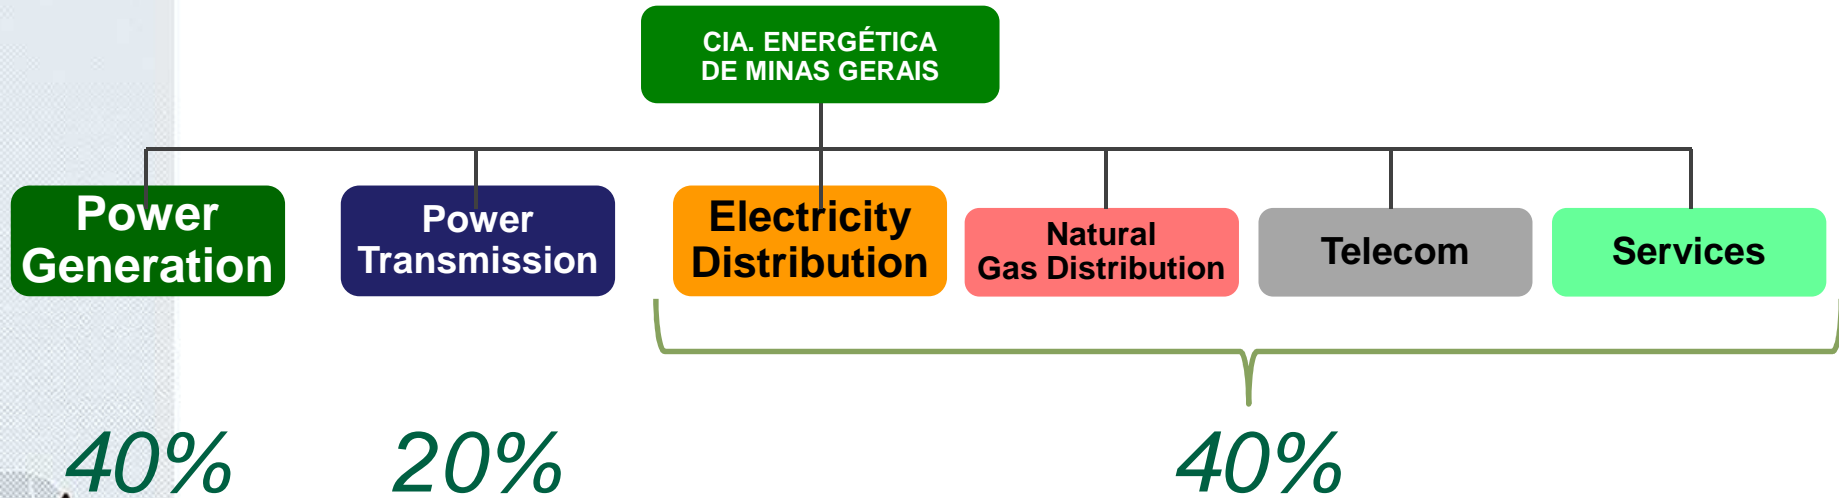 CIA. ENERGÉTICA
DE MINAS GERAIS
Power
Generation
Power
Transmission
Electricity
Distribution
Natural
Gas Distribution
Telecom
Services
40%
20%
40%